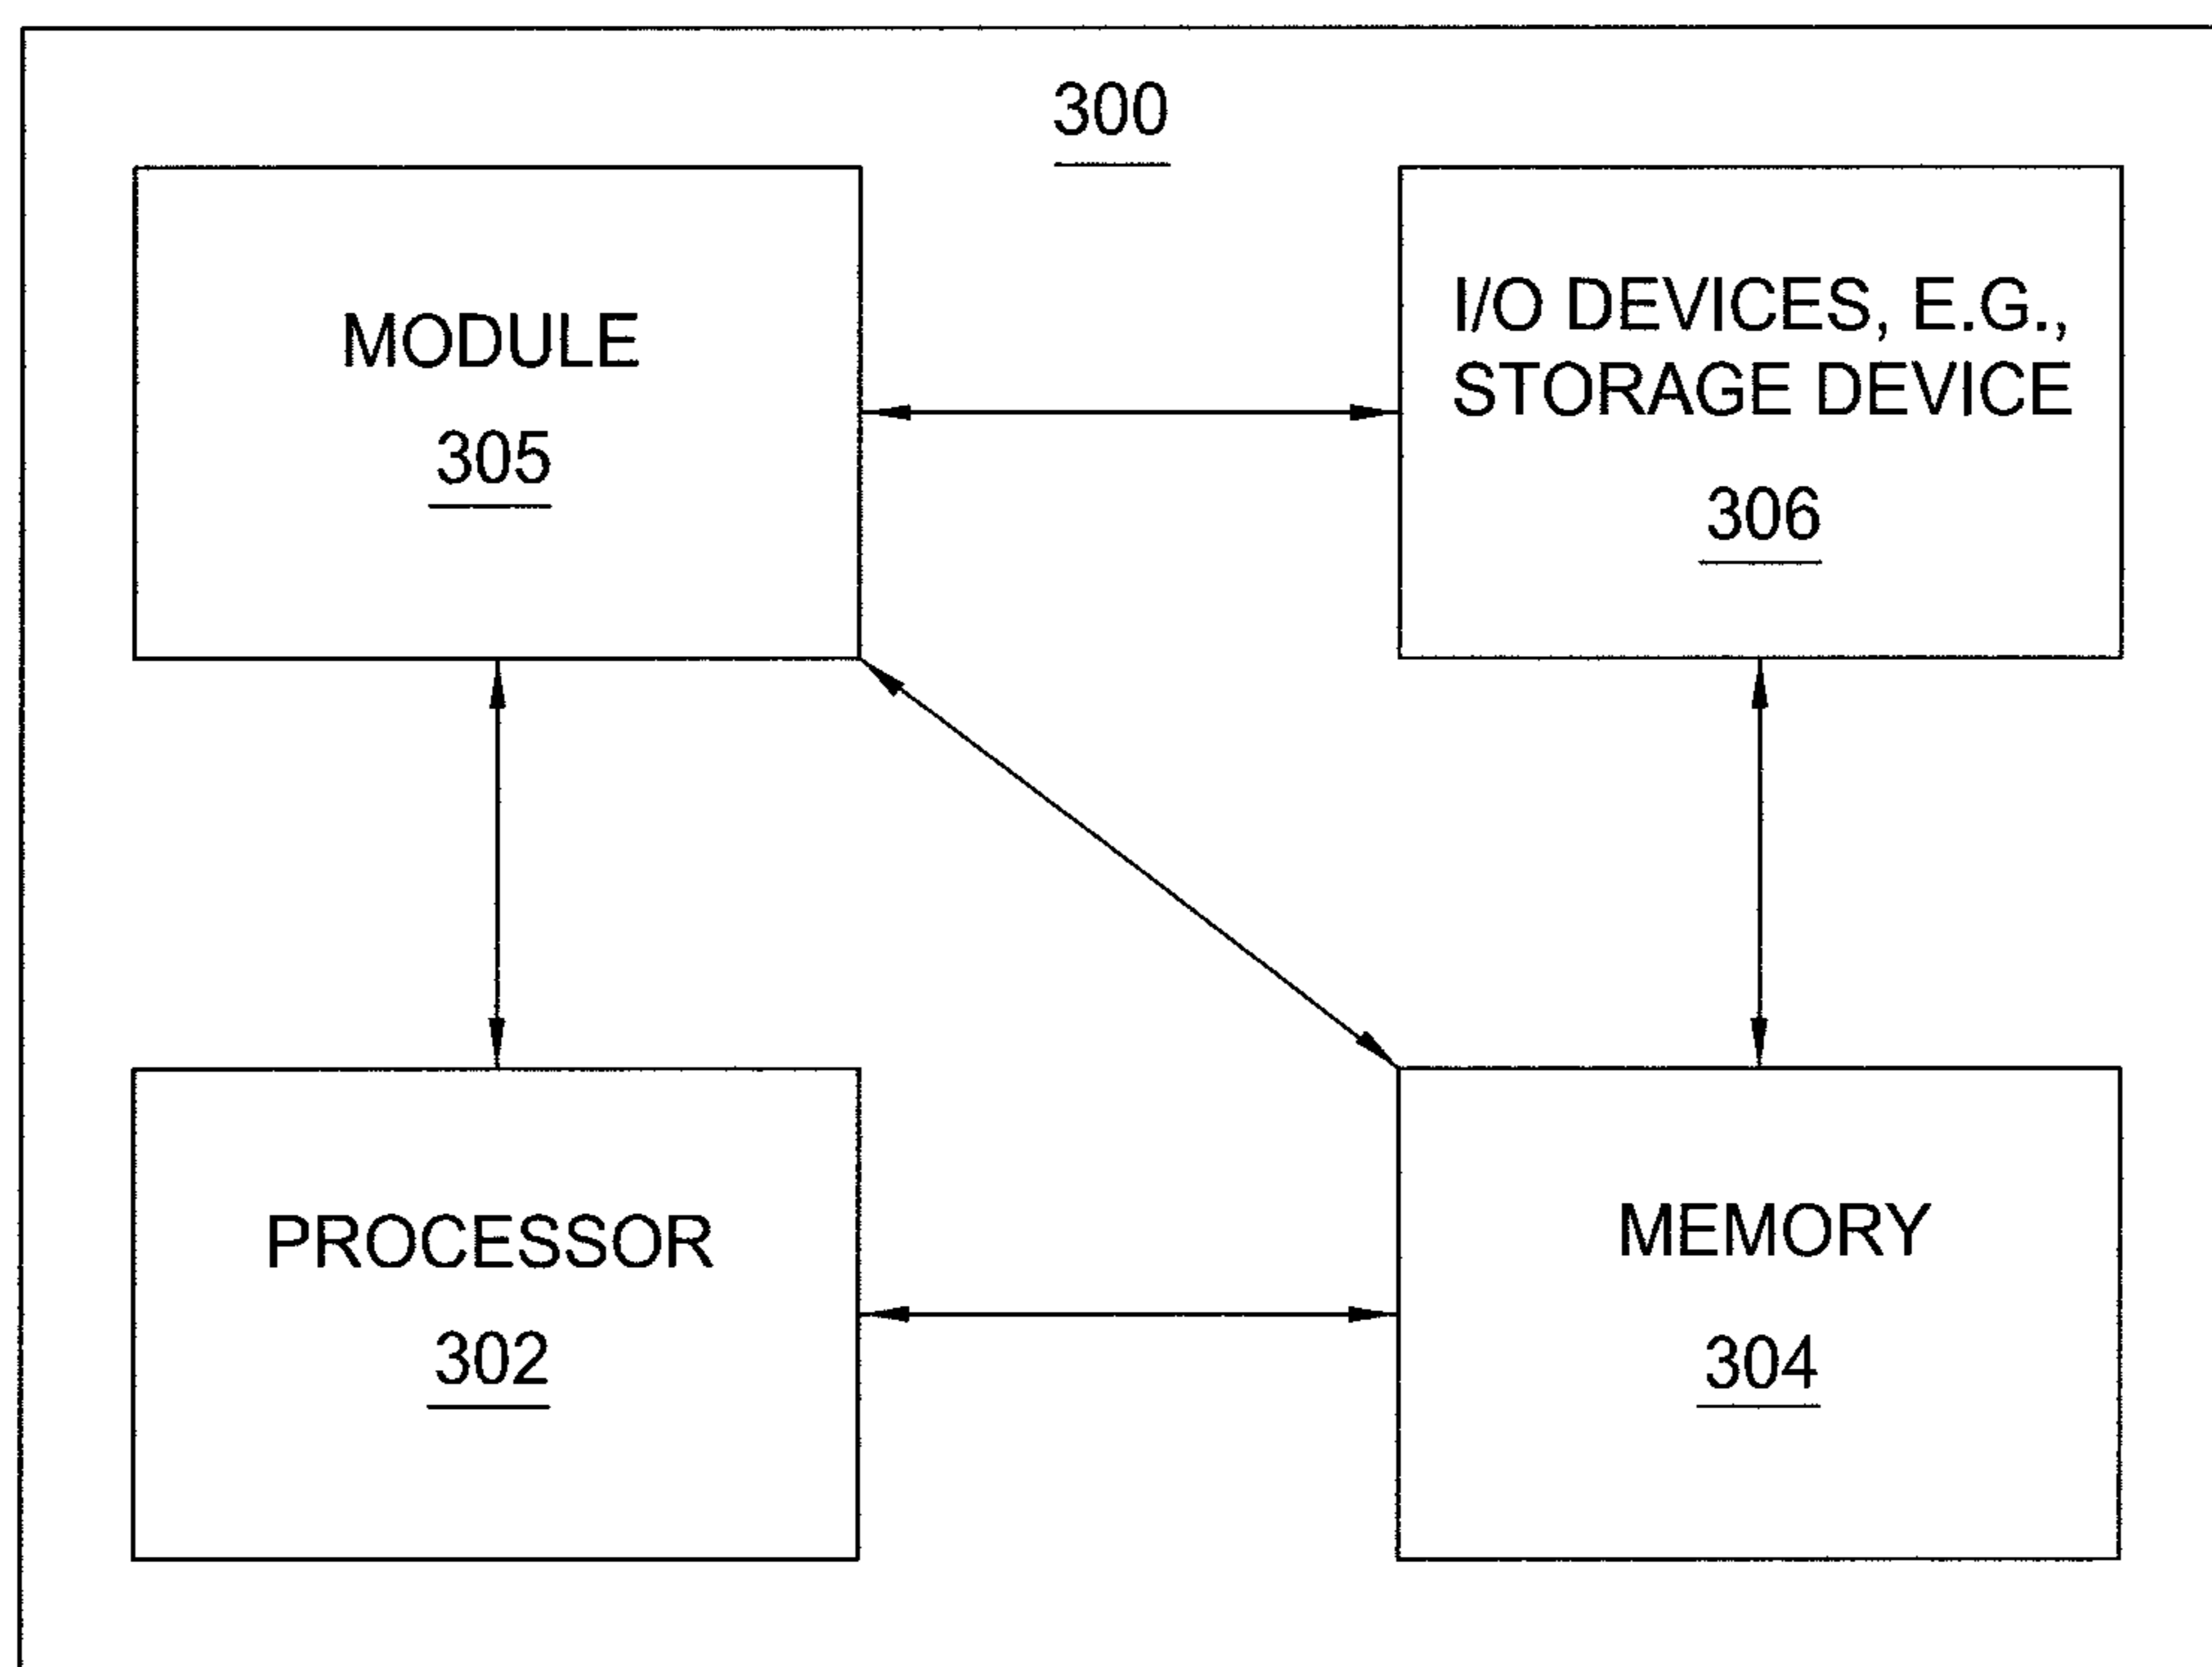 300
MODULE
305
I/O DEVICES, E.G.,
STORAGE DEVICE
306
PROCESSOR
302
MEMORY
304